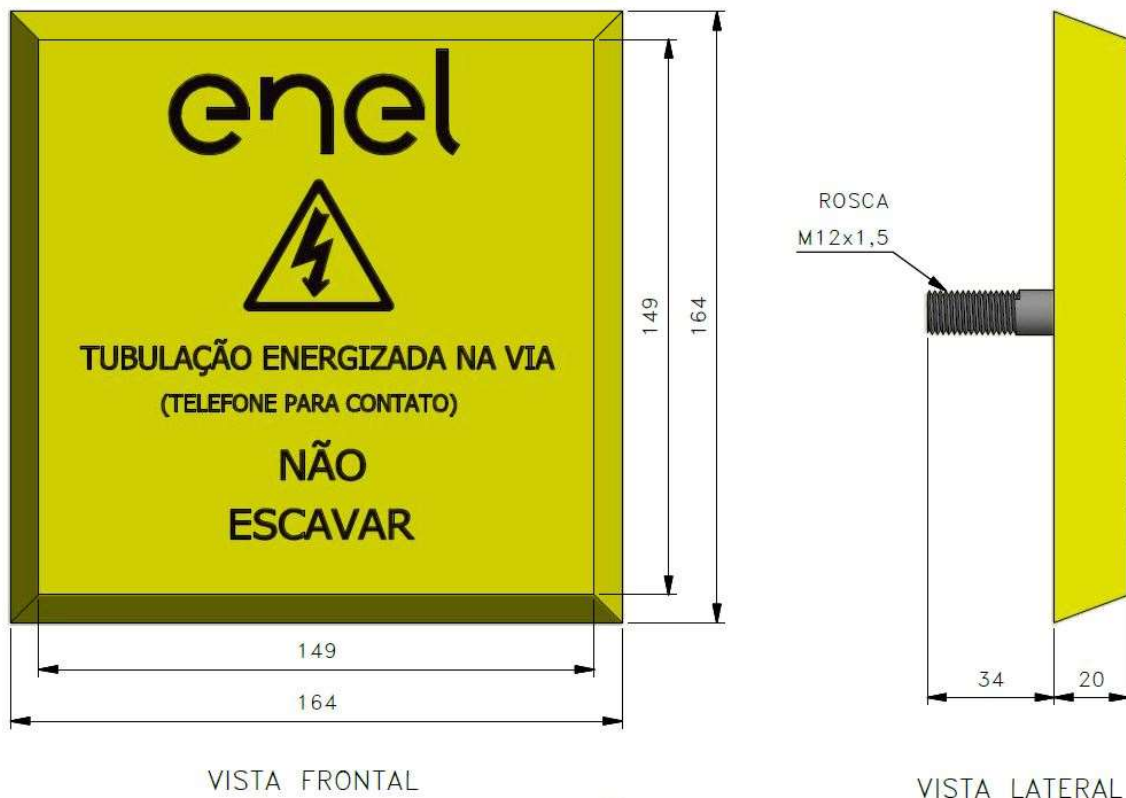 enel
TUBULAÇÃO ENERGIZADA NA VIA
(TELEFONE PARA CONTATO)
NÃO
ESCAVAR
149
164
149
164
VISTA FRONTAL
ROSCA
M12x1,5
34
20
VISTA LATERAL